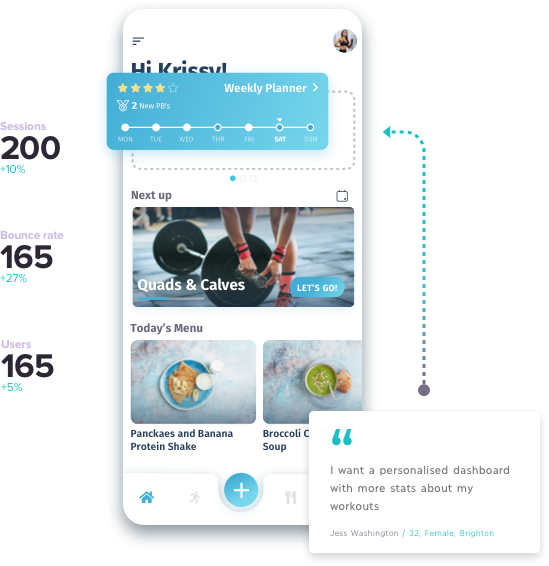 Hi Krissy!
Weekly Planner
2 New PB's
MON TUE WED THR FRI SAT SUN
Sessions
200
+10%
Next up
Bounce rate
165
+27%
Quads & Calves
LET'S GO!
Today's Menu
Users
165
+5%
Panckaes and Banana
Protein Shake
Broccoli C
Soup
“
I want a personalised dashboard
with more stats about my
workouts
Jess Washington / 32, Female, Brighton